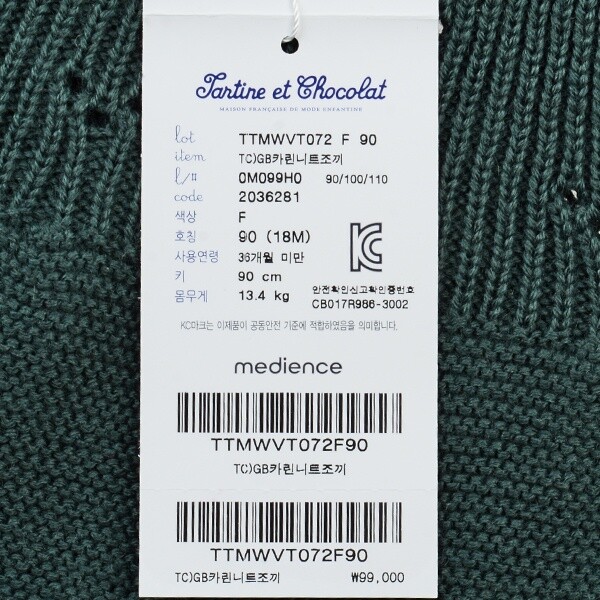 Tartine et Chocolat
MAISON FRANÇAISE DE MODE ENFANTINE
lot TTMWVT072 F 90
item TC)GB카린니트조끼
l/# 0M099H0 90/100/110
code 2036281
색상 F
호칭 90 (18M)
사용연령 36개월 미만
키 90 cm
몸무게 13.4 kg
안전확인신고확인증번호
CB017R986-3002
KC마크는 이제품이 공동안전 기준에 적합하였음을 의미합니다.
medience
TTMWVT072F90
TC)GB카린니트조끼
TTMWVT072F90
TC)GB카린니트조끼 ₩99,000